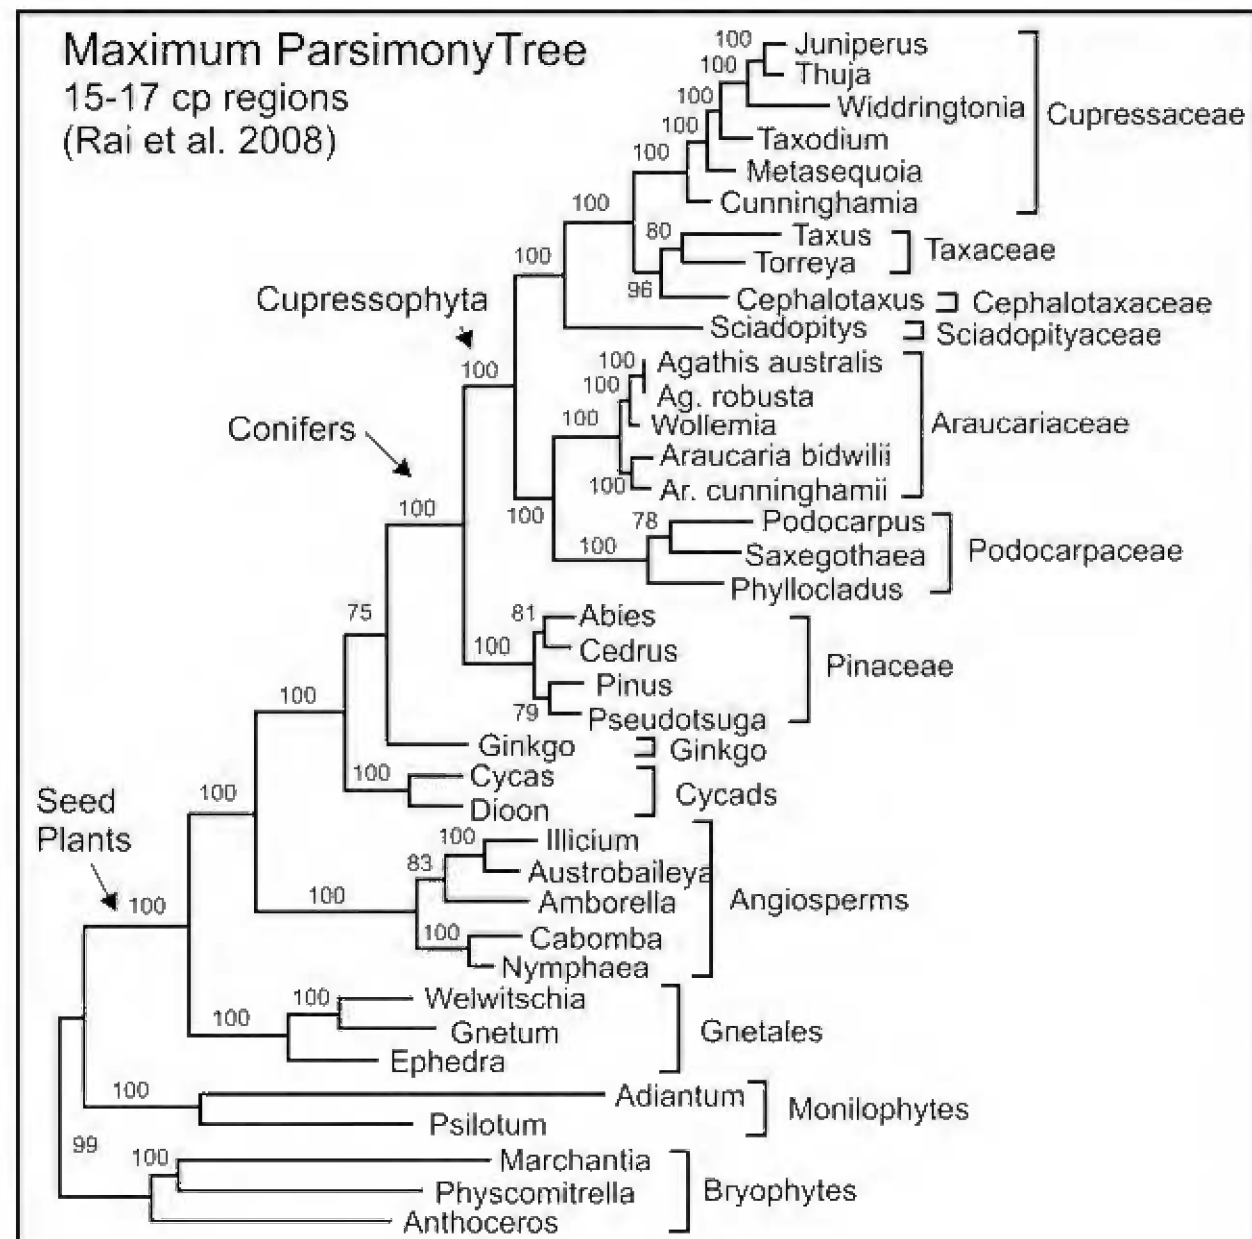 Maximum ParsimonyTree
15-17 cp regions
(Rai et al. 2008)
100
Juniperus
100
Thuja
100
Widdringtonia
Cupressaceae
100
Taxodium
100
Metasequoia
100
Cunninghamia
80
Taxus
Taxaceae
100
Torreya
96
Cephalotaxus
Cephalotaxaceae
Cupressophyta
Sciadopitys
Sciadopityaceae
100
100
Agathis australis
100
Ag. robusta
100
Wollemia
Araucariaceae
Conifers
Araucaria bidwilii
100
Ar. cunninghamii
100
100
78
Podocarpus
100
Saxegothaea
Podocarpaceae
Phyllocladus
75
81
Abies
100
Cedrus
Pinaceae
Pinus
79
Pseudotsuga
100
Ginkgo
Ginkgo
100
Cycas
Cycads
Dioon
Seed
Plants
100
100
Illicium
83
Austrobaileya
100
Amborella
Angiosperms
100
100
Cabomba
Nymphaea
100
Welwitschia
100
Gnetum
Gnetales
Ephedra
100
Adiantum
Monilophytes
Psilotum
99
100
Marchantia
Physcomitrella
Bryophytes
Anthoceros